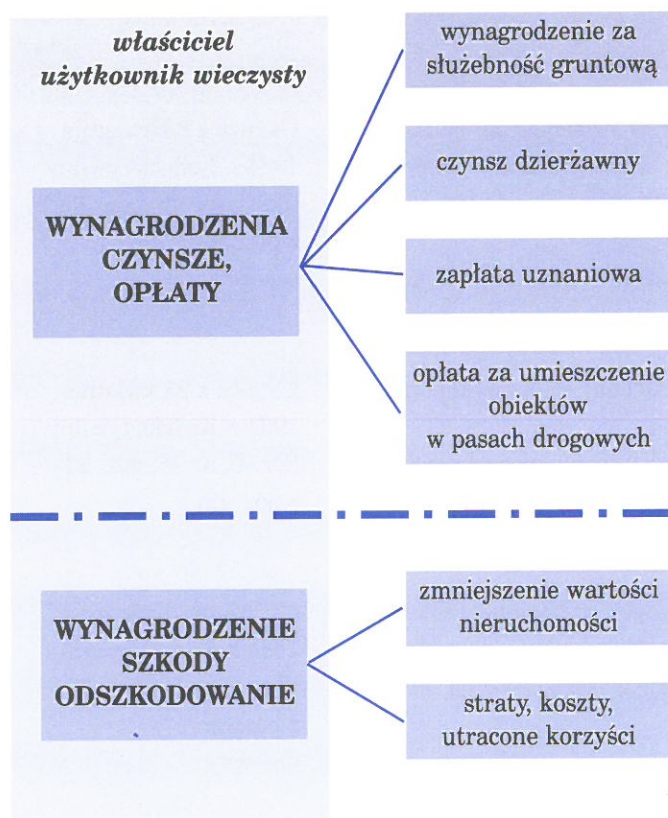 właściciel
użytkownik wieczysty
WYNAGRODZENIA
CZYNSZE,
OPŁATY
wynagrodzenie za
służebność gruntową
czynsz dzierżawny
zapłata uznaniowa
opłata za umieszczenie
obiektów
w pasach drogowych
WYNAGRODZENIE
SZKODY
ODSZKODOWANIE
zmniejszenie wartości
nieruchomości
straty, koszty,
utracone korzyści